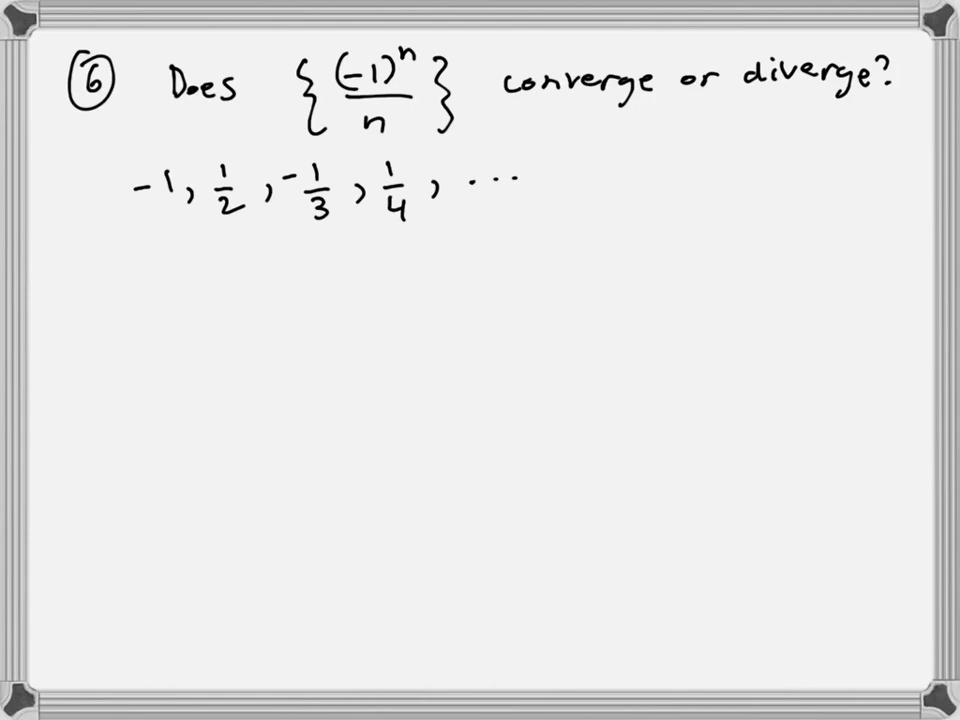 ⑥ Does { (-1)^n / n } converge or diverge?
-1, 1/2, -1/3, 1/4, ...